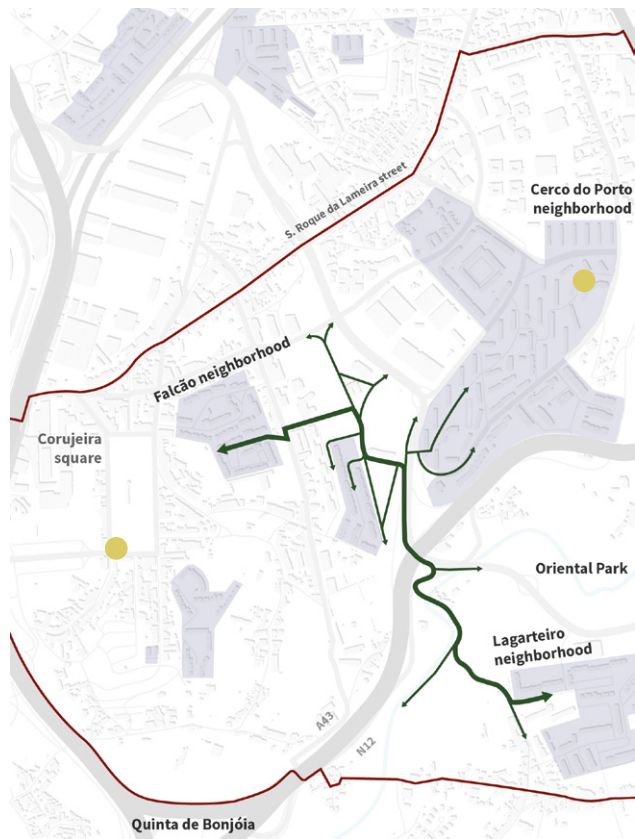 S. Roque da Lameira street
Cerco do Porto
neighborhood
Falcão neighborhood
Corujeira
square
Oriental Park
Lagarteiro
neighborhood
A43
N12
Quinta de Bonjóia